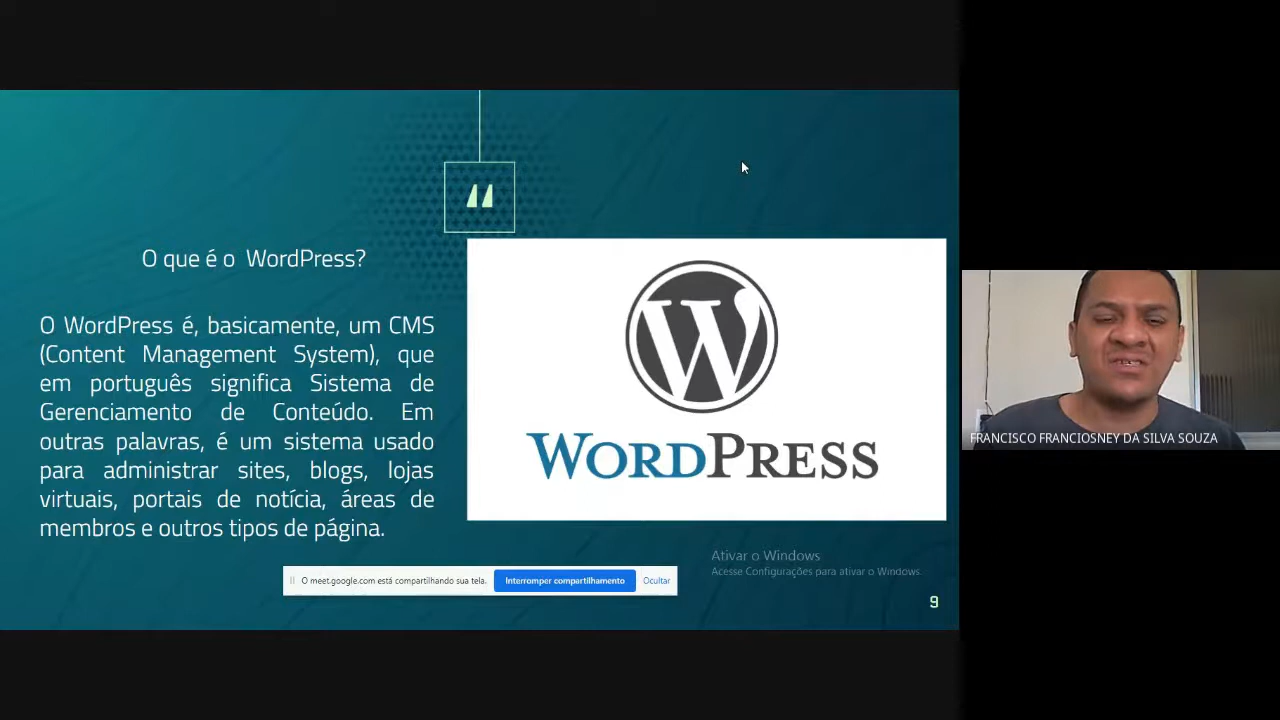 “
O que é o WordPress?
O WordPress é, basicamente, um CMS
(Content Management System), que
em português significa Sistema de
Gerenciamento de Conteúdo. Em
outras palavras, é um sistema usado
para administrar sites, blogs, lojas
virtuais, portais de notícia, áreas de
membros e outros tipos de página.
W
WORDPRESS
FRANCISCO FRANCIOSNEY DA SILVA SOUZA
Ativar o Windows
Acesse Configurações para ativar o Windows.
O meet.google.com está compartilhando sua tela. Interromper compartilhamento Ocultar
9